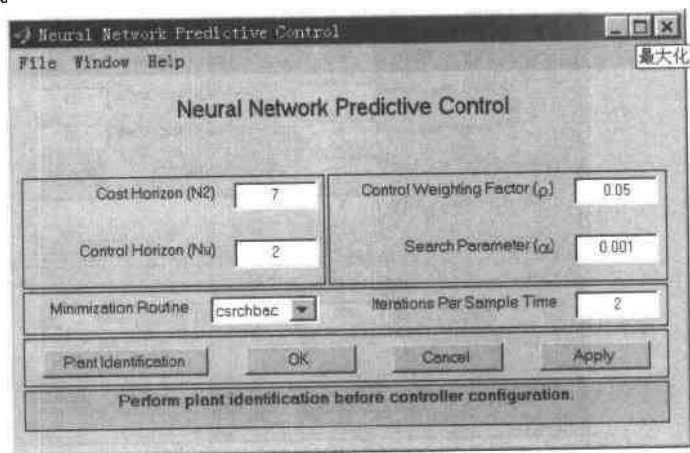 Neural Network Predictive Control
File Window Help
最大化
Neural Network Predictive Control
Cost Horizon (N2) 7
Control Weighting Factor (ρ) 0.05
Control Horizon (Nu) 2
Search Parameter (α) 0.001
Minimization Routine csrchbac
Iterations Per Sample Time 2
Plant Identification OK Cancel Apply
Perform plant identification before controller configuration.